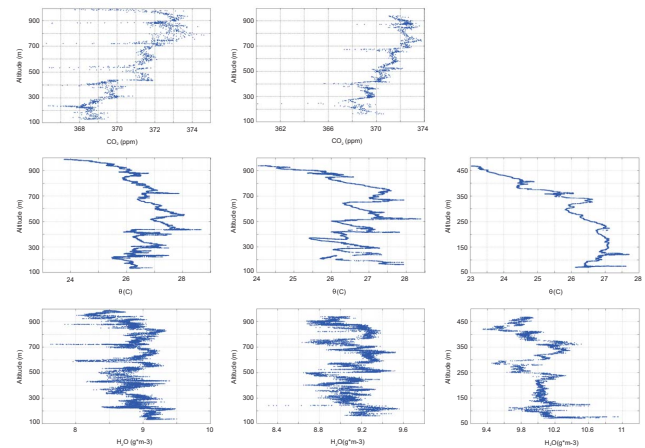 900
700
500
300
100
Altitude (m)
368 370 372 374
CO₂ (ppm)
900
700
500
300
100
Altitude (m)
362 366 370 374
CO₂ (ppm)
900
700
500
300
100
Altitude (m)
24 26 28
θ(C)
900
700
500
300
100
Altitude (m)
24 25 26 27 28
θ(C)
450
350
250
150
50
Altitude (m)
23 24 25 26 27 28
θ(C)
900
700
500
300
100
Altitude (m)
8 9 10
H₂O (g*m-3)
900
700
500
300
100
Altitude (m)
8.4 8.8 9.2 9.6
H₂O(g*m-3)
450
350
250
150
50
Altitude (m)
9.4 9.8 10.2 10.6 11
H₂O(g*m-3)